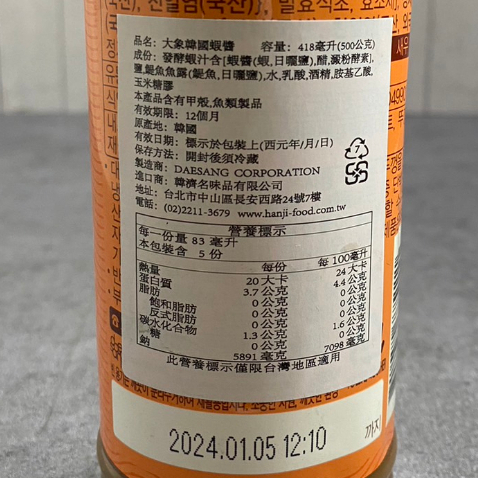 品名: 大象韓國蝦醬 容量: 418毫升(500公克)
成份: 發酵蝦汁含[蝦醬(蝦,日曬鹽),醋,澱粉酵素],
鹽,鯷魚魚露(鯷魚,日曬鹽),水,乳酸,酒精,胺基乙酸,
玉米糖膠
本產品含有甲殼,魚類製品
有效期限: 12個月
原產地: 韓國
有效日期: 標示於包裝上(西元年/月/日)
保存方法: 開封後須冷藏
製造商: DAESANG CORPORATION
進口商: 韓濟名味品有限公司
地址: 台北市中山區長安西路24號7樓
電話: (02)2211-3679 www.hanji-food.com.tw
營養標示
每一份量 83 毫升
本包裝含 5 份
每份 每 100毫升
熱量 20 大卡 24 大卡
蛋白質 3.7 公克 4.4 公克
脂肪 0 公克 0 公克
飽和脂肪 0 公克 0 公克
反式脂肪 0 公克 0 公克
碳水化合物 1.3 公克 1.6 公克
糖 0 公克 0 公克
鈉 5891 毫克 7098 毫克
此營養標示僅限台灣地區適用
2024.01.05 12:10
까지